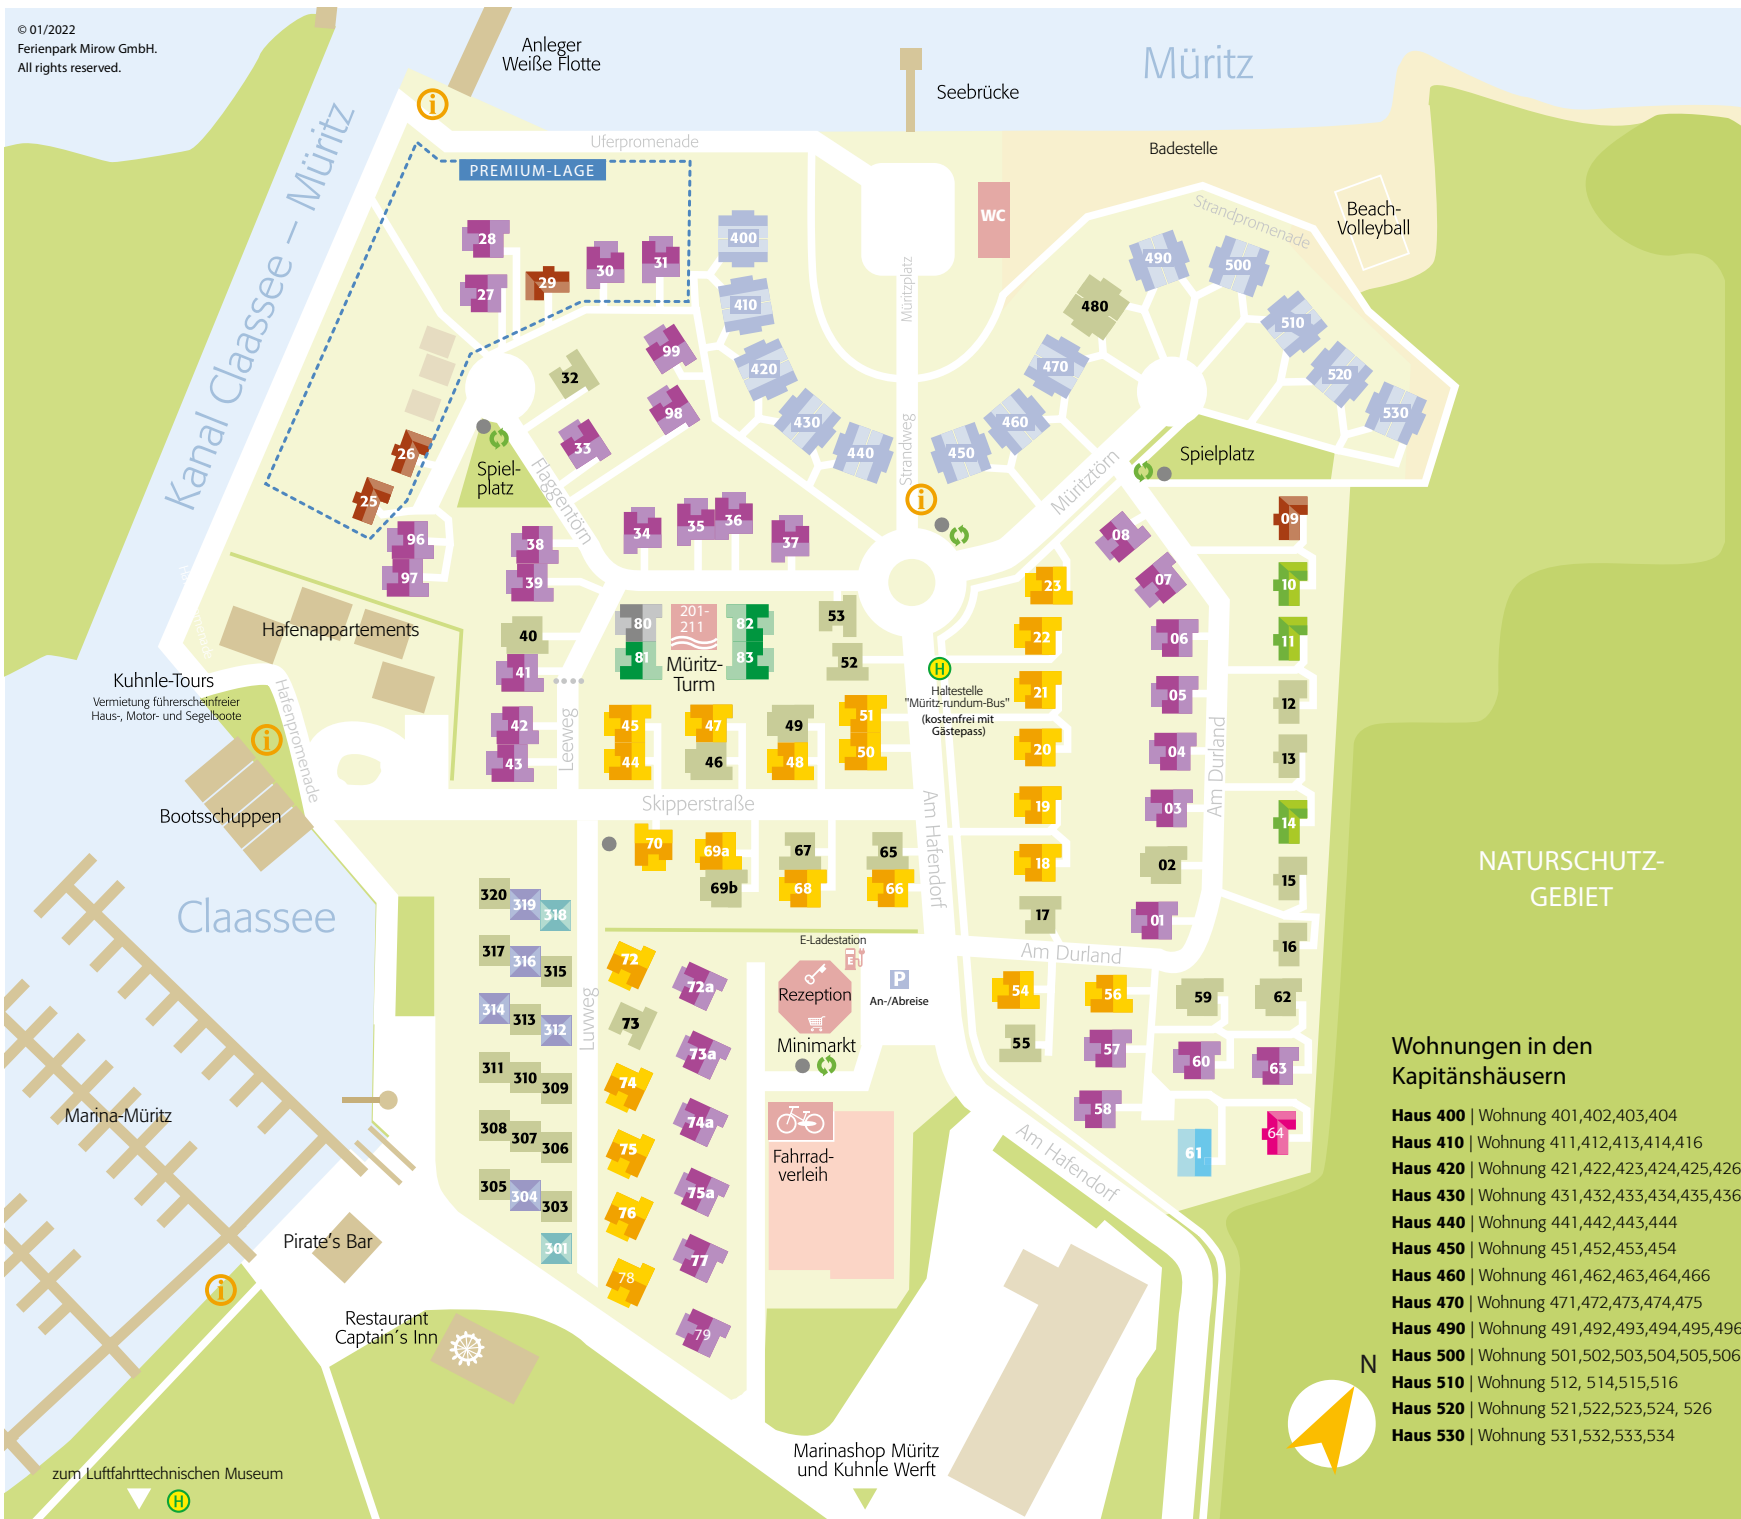 © 01/2022
Ferienpark Mirow GmbH.
All rights reserved.
Anleger
Weiße Flotte
Seebrücke
Müritz
Badestelle
Uferpromenade
PREMIUM-LAGE
Kanal Claassee – Müritz
WC
Beach-
Volleyball
Strandpromenade
Müritzplatz
Strandweg
28
27
29
30
31
400
410
420
430
440
450
460
470
480
490
500
510
520
530
99
98
32
33
26
25
Spiel-
platz
Flaggentörn
Müritztörn
Spielplatz
96
97
34
35
36
37
38
39
40
41
42
43
Hafenappartements
80
81
201-
211
82
83
Müritz-
Turm
53
52
H
Haltestelle
"Müritz-rundum-Bus"
(kostenfrei mit
Gästepass)
08
07
06
05
04
03
02
01
09
10
11
12
13
14
15
16
23
22
21
20
19
18
17
Am Durland
Kuhnle-Tours
Vermietung führerscheinfreier
Haus-, Motor- und Segelboote
Hafenpromenade
Leeweg
45
44
47
46
49
48
51
50
Bootsschuppen
Skipperstraße
Am Hafendorf
70
69a
69b
67
68
65
66
Claassee
320
319
318
317
316
315
314
313
312
311
310
309
308
307
306
305
304
303
301
Luvweg
72
73
74
75
76
78
72a
73a
74a
75a
77
79
E-Ladestation
E
Rezeption
P
An-/Abreise
Minimarkt
Fahrrad-
verleih
Am Durland
54
55
56
57
58
59
60
61
62
63
64
Am Hafendorf
NATURSCHUTZ-
GEBIET
Marina-Müritz
Pirate's Bar
Restaurant
Captain´s Inn
Marinashop Müritz
und Kuhnle Werft
zum Luftfahrttechnischen Museum
H
N
Wohnungen in den
Kapitänshäusern
Haus 400 | Wohnung 401,402,403,404
Haus 410 | Wohnung 411,412,413,414,416
Haus 420 | Wohnung 421,422,423,424,425,426
Haus 430 | Wohnung 431,432,433,434,435,436
Haus 440 | Wohnung 441,442,443,444
Haus 450 | Wohnung 451,452,453,454
Haus 460 | Wohnung 461,462,463,464,466
Haus 470 | Wohnung 471,472,473,474,475
Haus 490 | Wohnung 491,492,493,494,495,496
Haus 500 | Wohnung 501,502,503,504,505,506
Haus 510 | Wohnung 512, 514,515,516
Haus 520 | Wohnung 521,522,523,524, 526
Haus 530 | Wohnung 531,532,533,534